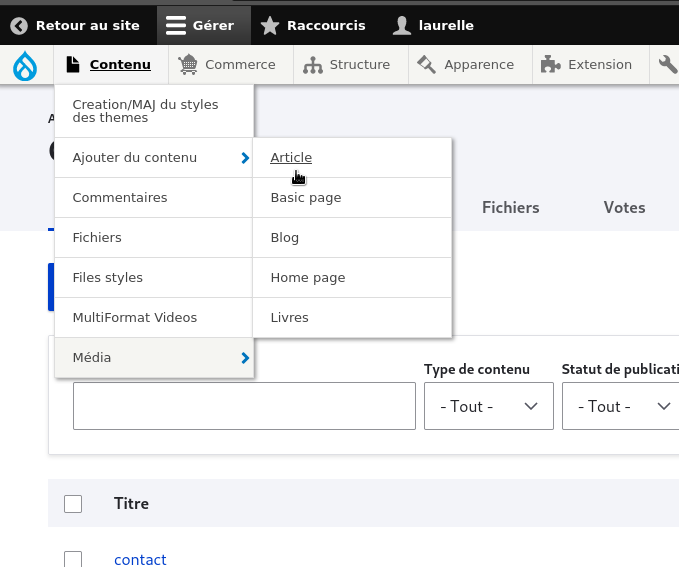 Retour au site
Gérer
Raccourcis
laurelle
Contenu
Commerce
Structure
Apparence
Extension
Creation/MAJ du styles
des themes
Ajouter du contenu
Commentaires
Fichiers
Files styles
MultiFormat Videos
Média
Article
Basic page
Blog
Home page
Livres
Fichiers
Votes
Type de contenu
Statut de publicati
- Tout -
- Tout -
Titre
contact